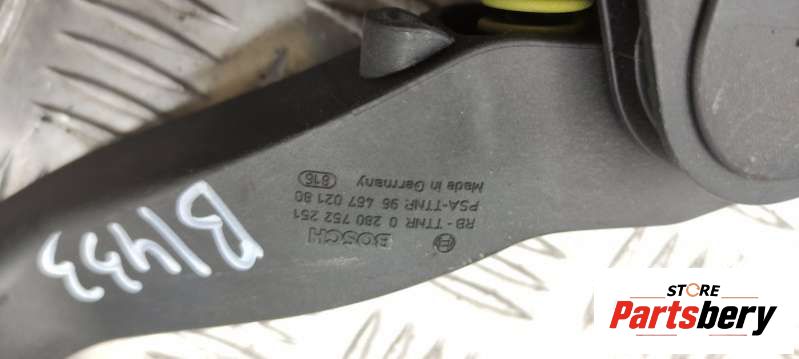 BOSCH
RB - TTNR 0 280 752 251
PSA-TTNR 96 467 021 80
Made in Germany 816
B1433
STORE
Partsbery